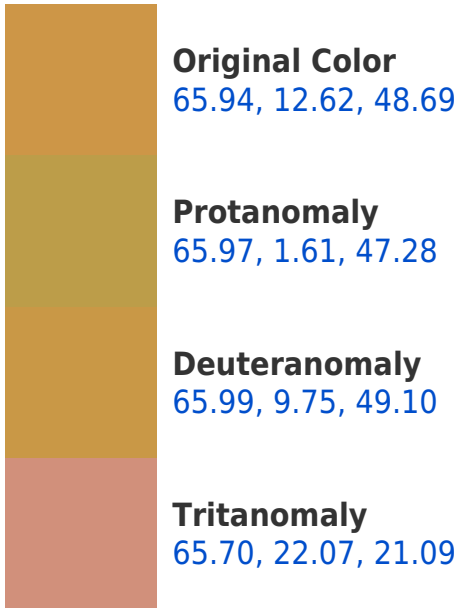 Original Color
65.94, 12.62, 48.69
Protanomaly
65.97, 1.61, 47.28
Deuteranomaly
65.99, 9.75, 49.10
Tritanomaly
65.70, 22.07, 21.09